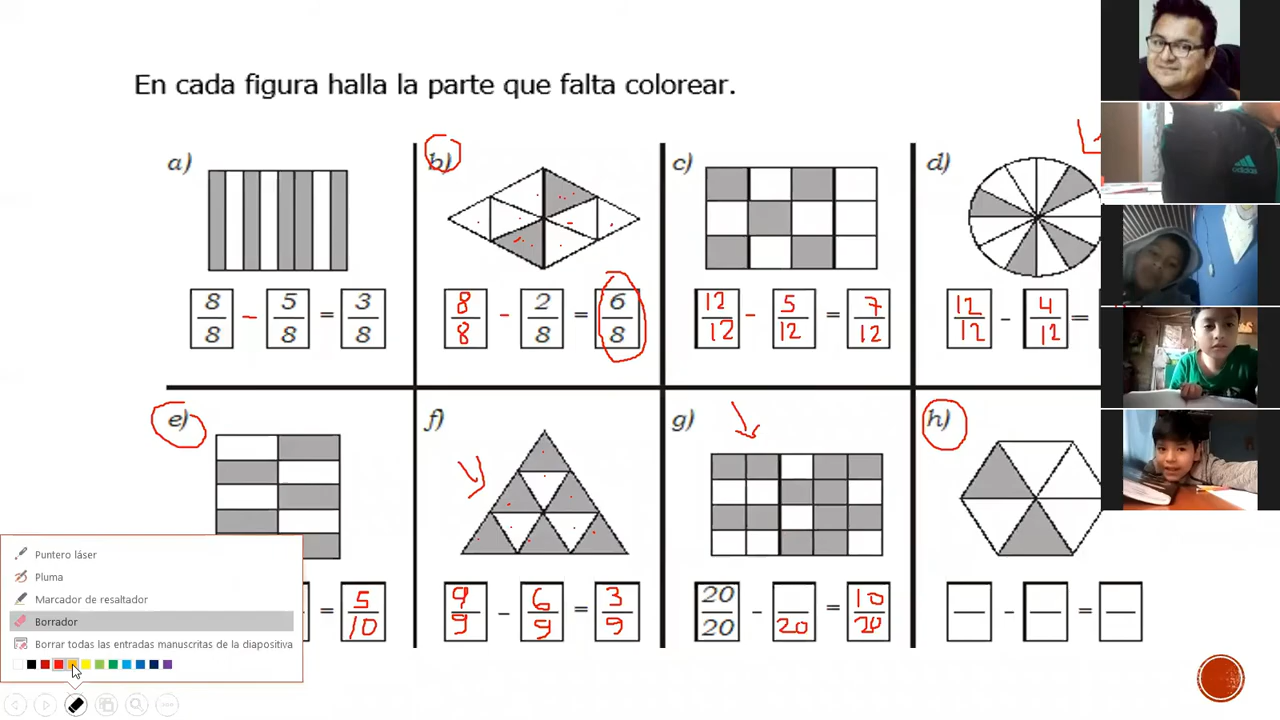 En cada figura halla la parte que falta colorear.
a) b) c) d)
8/8 - 5/8 = 3/8
8/8 - 2/8 = 6/8
12/12 - 5/12 = 7/12
12/12 - 4/12 =
e) f) g) h)
= 5/10
9/9 - 6/9 = 3/9
20/20 - /20 = 10/20
- =
Puntero láser
Pluma
Marcador de resaltador
Borrador
Borrar todas las entradas manuscritas de la diapositiva
adidas